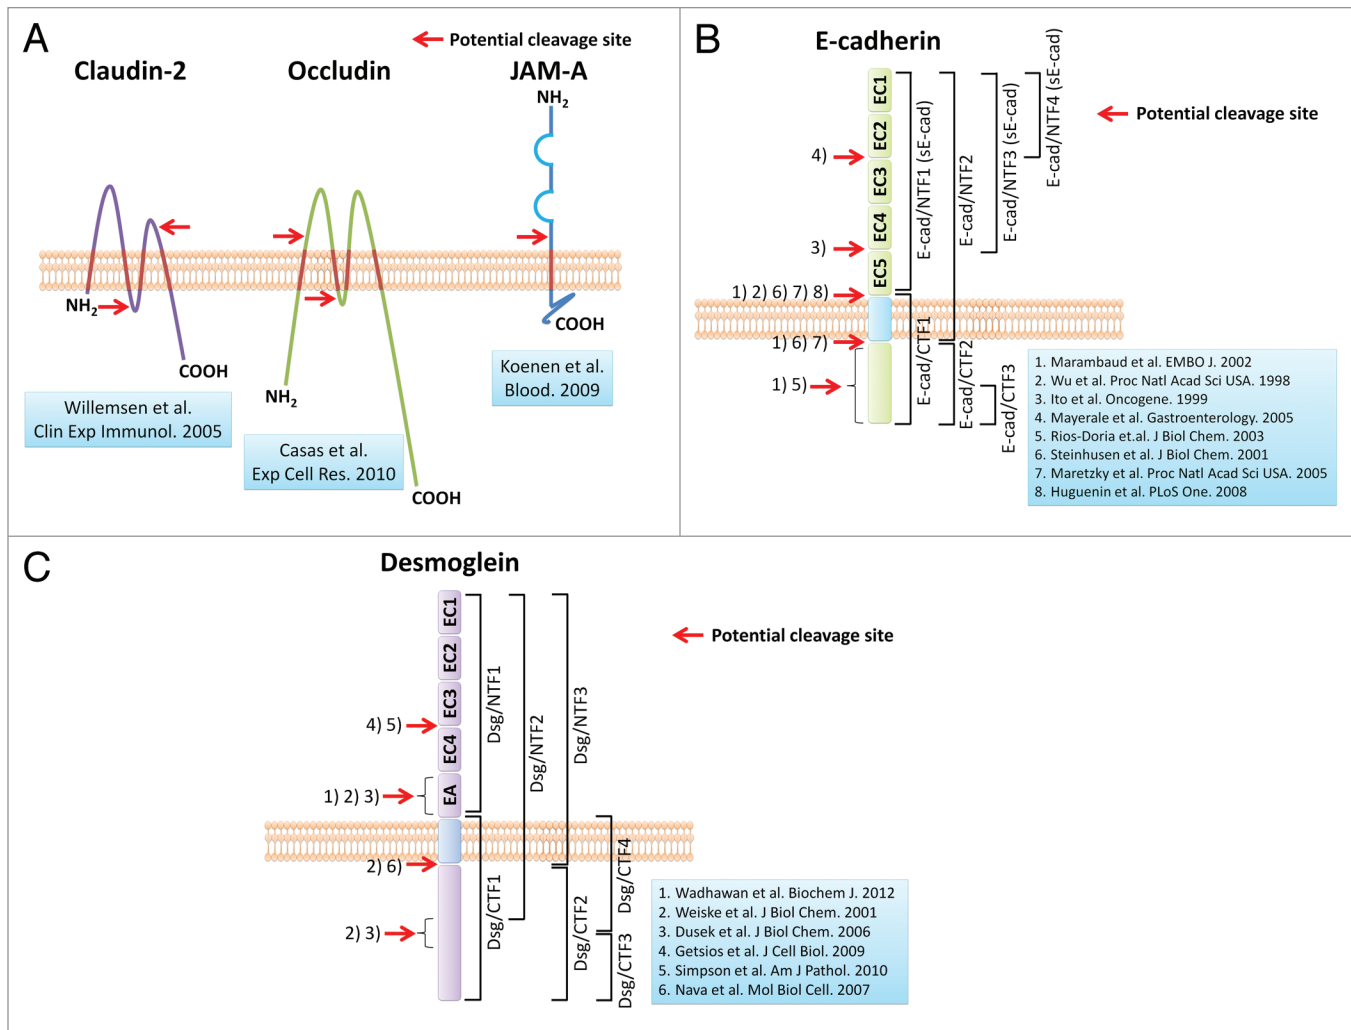 A
Potential cleavage site
Claudin-2
Occludin
JAM-A
NH2
NH2
COOH
COOH
NH2
COOH
Willemsen et al.
Clin Exp Immunol. 2005
Casas et al.
Exp Cell Res. 2010
Koenen et al.
Blood. 2009
B
E-cadherin
Potential cleavage site
EC1
EC2
EC3
EC4
EC5
4)
3)
1) 2) 6) 7) 8)
1) 6) 7)
1) 5)
E-cad/NTF1 (sE-cad)
E-cad/NTF2
E-cad/NTF3 (sE-cad)
E-cad/NTF4 (sE-cad)
E-cad/CTF1
E-cad/CTF2
E-cad/CTF3
1. Marambaud et al. EMBO J. 2002
2. Wu et al. Proc Natl Acad Sci USA. 1998
3. Ito et al. Oncogene. 1999
4. Mayerale et al. Gastroenterology. 2005
5. Rios-Doria et.al. J Biol Chem. 2003
6. Steinhusen et al. J Biol Chem. 2001
7. Maretzky et al. Proc Natl Acad Sci USA. 2005
8. Huguenin et al. PLoS One. 2008
C
Desmoglein
Potential cleavage site
EC1
EC2
EC3
EC4
EA
4) 5)
1) 2) 3)
2) 6)
2) 3)
Dsg/NTF1
Dsg/NTF2
Dsg/NTF3
Dsg/CTF1
Dsg/CTF2
Dsg/CTF4
Dsg/CTF3
1. Wadhawan et al. Biochem J. 2012
2. Weiske et al. J Biol Chem. 2001
3. Dusek et al. J Biol Chem. 2006
4. Getsios et al. J Cell Biol. 2009
5. Simpson et al. Am J Pathol. 2010
6. Nava et al. Mol Biol Cell. 2007